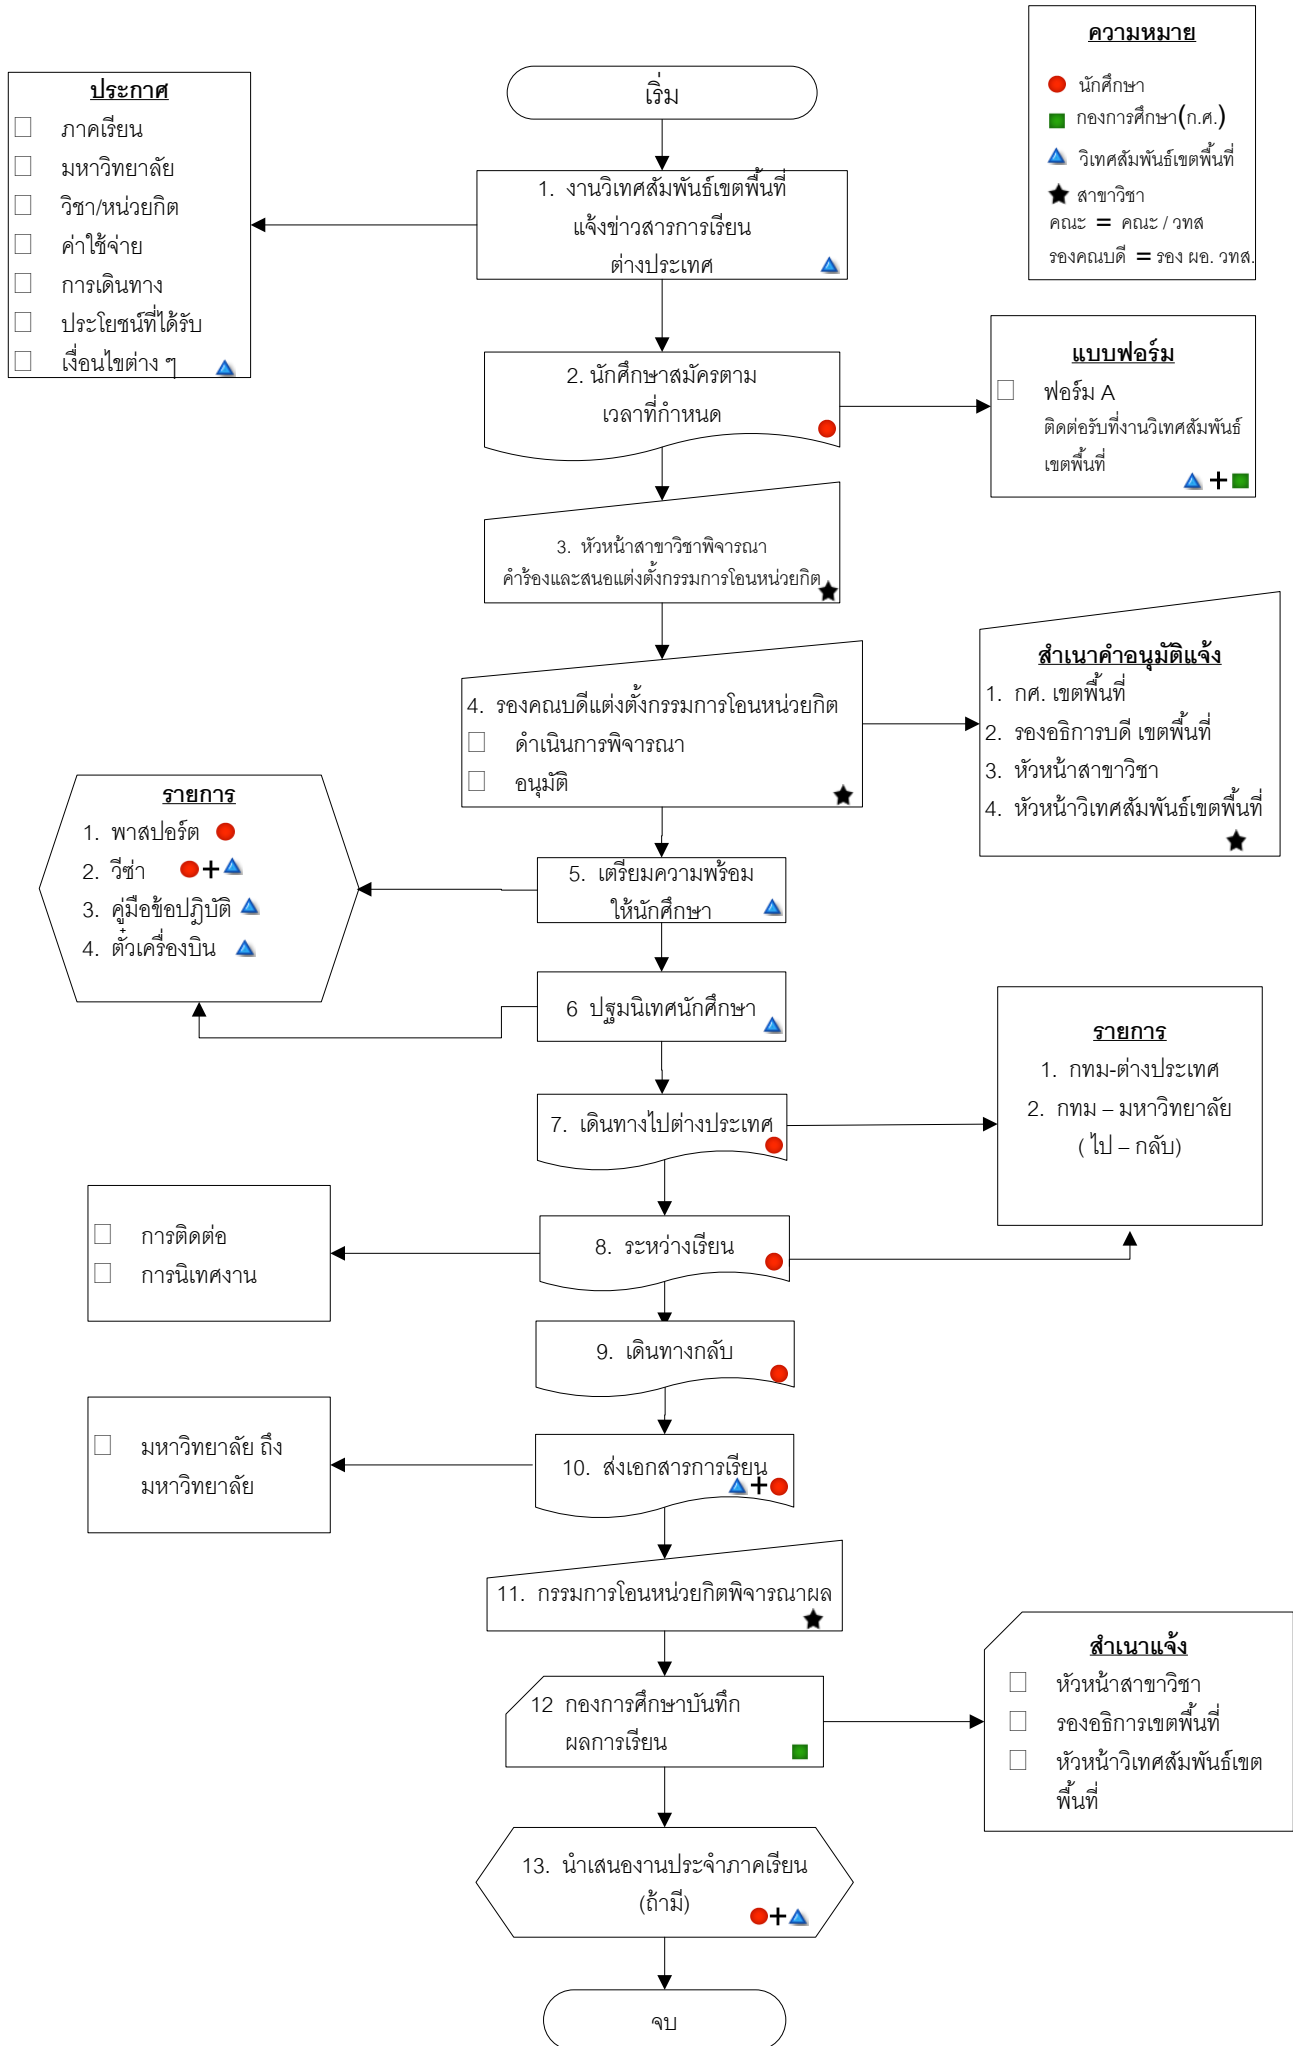 ความหมาย
นักศึกษา
กองการศึกษา(ก.ศ.)
วิเทศสัมพันธ์เขตพื้นที่
สาขาวิชา
คณะ = คณะ / วทส
รองคณบดี = รอง ผอ. วทส.
เริ่ม
ประกาศ
ภาคเรียน
มหาวิทยาลัย
วิชา/หน่วยกิต
ค่าใช้จ่าย
การเดินทาง
ประโยชน์ที่ได้รับ
เงื่อนไขต่าง ๆ
1. งานวิเทศสัมพันธ์เขตพื้นที่
แจ้งข่าวสารการเรียน
ต่างประเทศ
2. นักศึกษาสมัครตาม
เวลาที่กำหนด
แบบฟอร์ม
ฟอร์ม A
ติดต่อรับที่งานวิเทศสัมพันธ์
เขตพื้นที่
3. หัวหน้าสาขาวิชาพิจารณา
คำร้องและสนอแต่งตั้งกรรมการโอนหน่วยกิต
4. รองคณบดีแต่งตั้งกรรมการโอนหน่วยกิต
ดำเนินการพิจารณา
อนุมัติ
สำเนาคำอนุมัติแจ้ง
1. กศ. เขตพื้นที่
2. รองอธิการบดี เขตพื้นที่
3. หัวหน้าสาขาวิชา
4. หัวหน้าวิเทศสัมพันธ์เขตพื้นที่
รายการ
1. พาสปอร์ต
2. วีซ่า
3. คู่มือข้อปฎิบัติ
4. ตั๋วเครื่องบิน
5. เตรียมความพร้อม
ให้นักศึกษา
6 ปฐมนิเทศนักศึกษา
7. เดินทางไปต่างประเทศ
รายการ
1. กทม-ต่างประเทศ
2. กทม – มหาวิทยาลัย
( ไป – กลับ)
8. ระหว่างเรียน
การติดต่อ
การนิเทศงาน
9. เดินทางกลับ
10. ส่งเอกสารการเรียน
มหาวิทยาลัย ถึง
มหาวิทยาลัย
11. กรรมการโอนหน่วยกิตพิจารณาผล
12 กองการศึกษาบันทึก
ผลการเรียน
สำเนาแจ้ง
หัวหน้าสาขาวิชา
รองอธิการเขตพื้นที่
หัวหน้าวิเทศสัมพันธ์เขต
พื้นที่
13. นำเสนองานประจำภาคเรียน
(ถ้ามี)
จบ